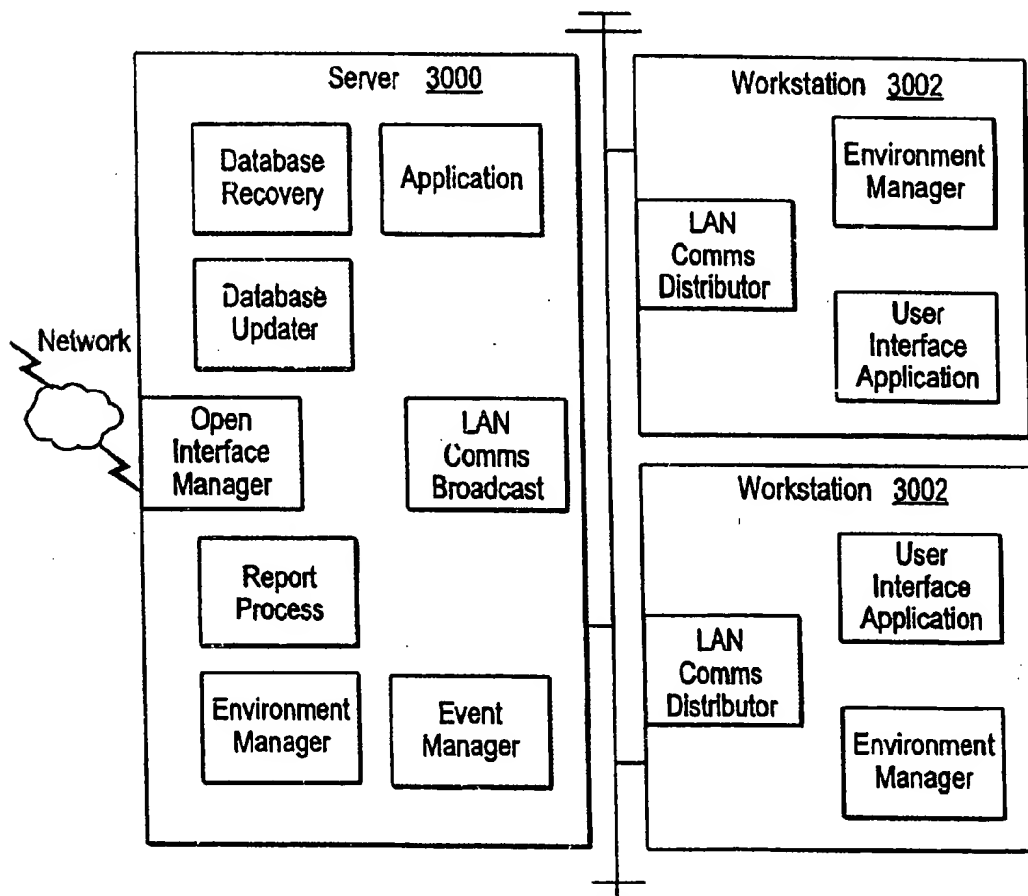 Server 3000
Database
Recovery
Application
Database
Updater
Network
Open
Interface
Manager
LAN
Comms
Broadcast
Report
Process
Environment
Manager
Event
Manager
Workstation 3002
Environment
Manager
LAN
Comms
Distributor
User
Interface
Application
Workstation 3002
User
Interface
Application
LAN
Comms
Distributor
Environment
Manager